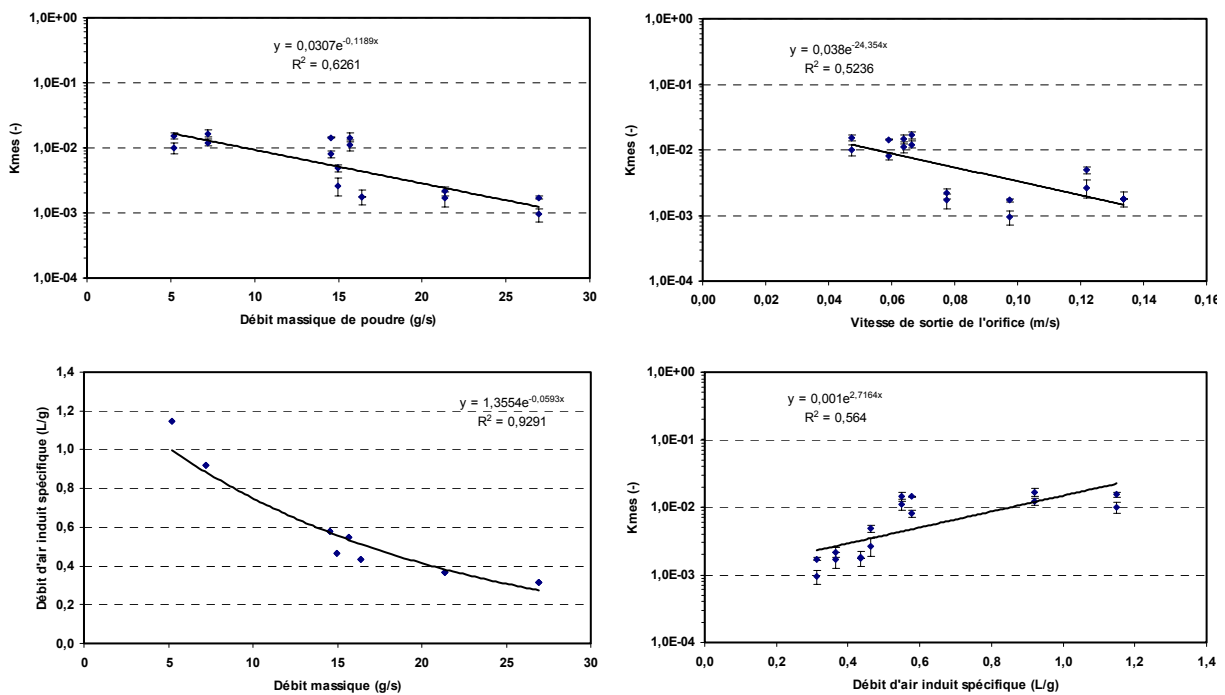 1,0E+00
1,0E-01
1,0E-02
1,0E-03
1,0E-04
Kmes (-)
y = 0,0307e-0,1189x
R2 = 0,6261
0 5 10 15 20 25 30
Débit massique de poudre (g/s)
1,0E+00
1,0E-01
1,0E-02
1,0E-03
1,0E-04
Kmes (-)
y = 0,038e-24,354x
R2 = 0,5236
0,00 0,02 0,04 0,06 0,08 0,10 0,12 0,14 0,16
Vitesse de sortie de l'orifice (m/s)
1,4
1,2
1,0
0,8
0,6
0,4
0,2
0,0
Débit d'air induit spécifique (L/g)
y = 1,3554e-0,0593x
R2 = 0,9291
0 5 10 15 20 25 30
Débit massique (g/s)
1,0E+00
1,0E-01
1,0E-02
1,0E-03
1,0E-04
Kmes (-)
y = 0,001e2,7164x
R2 = 0,564
0,0 0,2 0,4 0,6 0,8 1,0 1,2 1,4
Débit d'air induit spécifique (L/g)